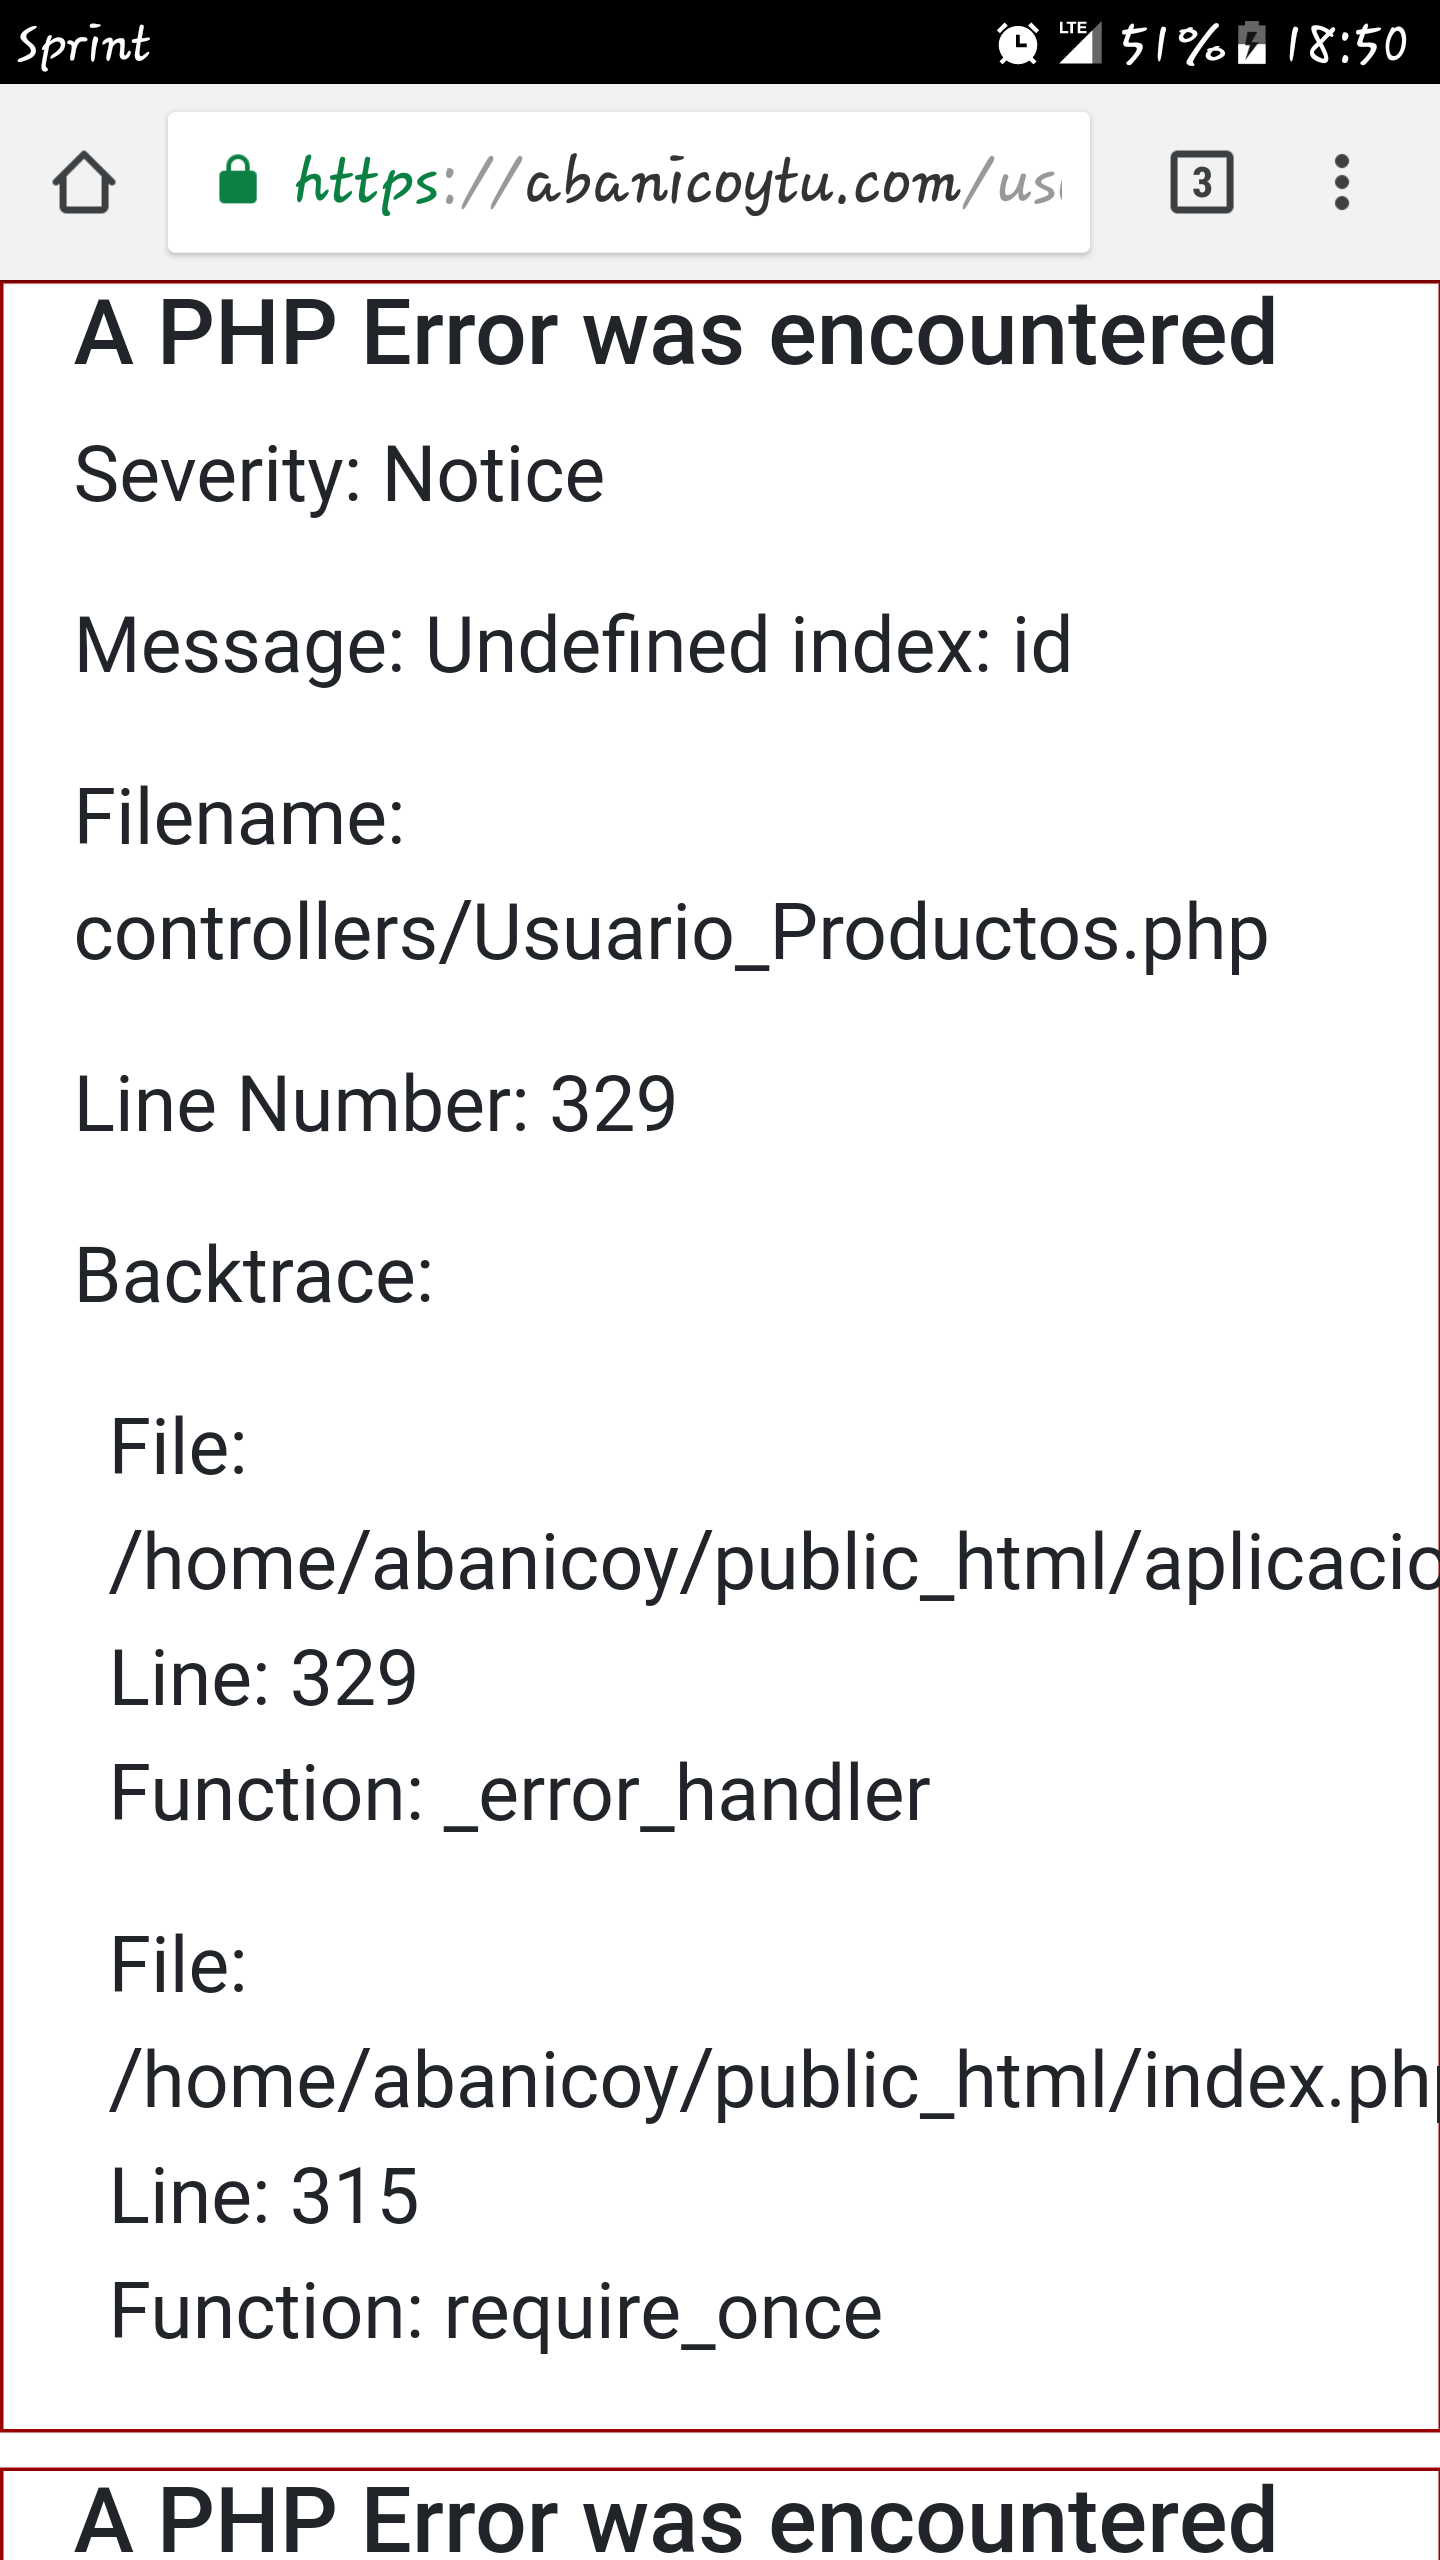 Sprint LTE 51% 18:50
https://abanicoytu.com/us
3
A PHP Error was encountered
Severity: Notice
Message: Undefined index: id
Filename:
controllers/Usuario_Productos.php
Line Number: 329
Backtrace:
File:
/home/abanicoy/public_html/aplicacio
Line: 329
Function: _error_handler
File:
/home/abanicoy/public_html/index.php
Line: 315
Function: require_once
A PHP Error was encountered